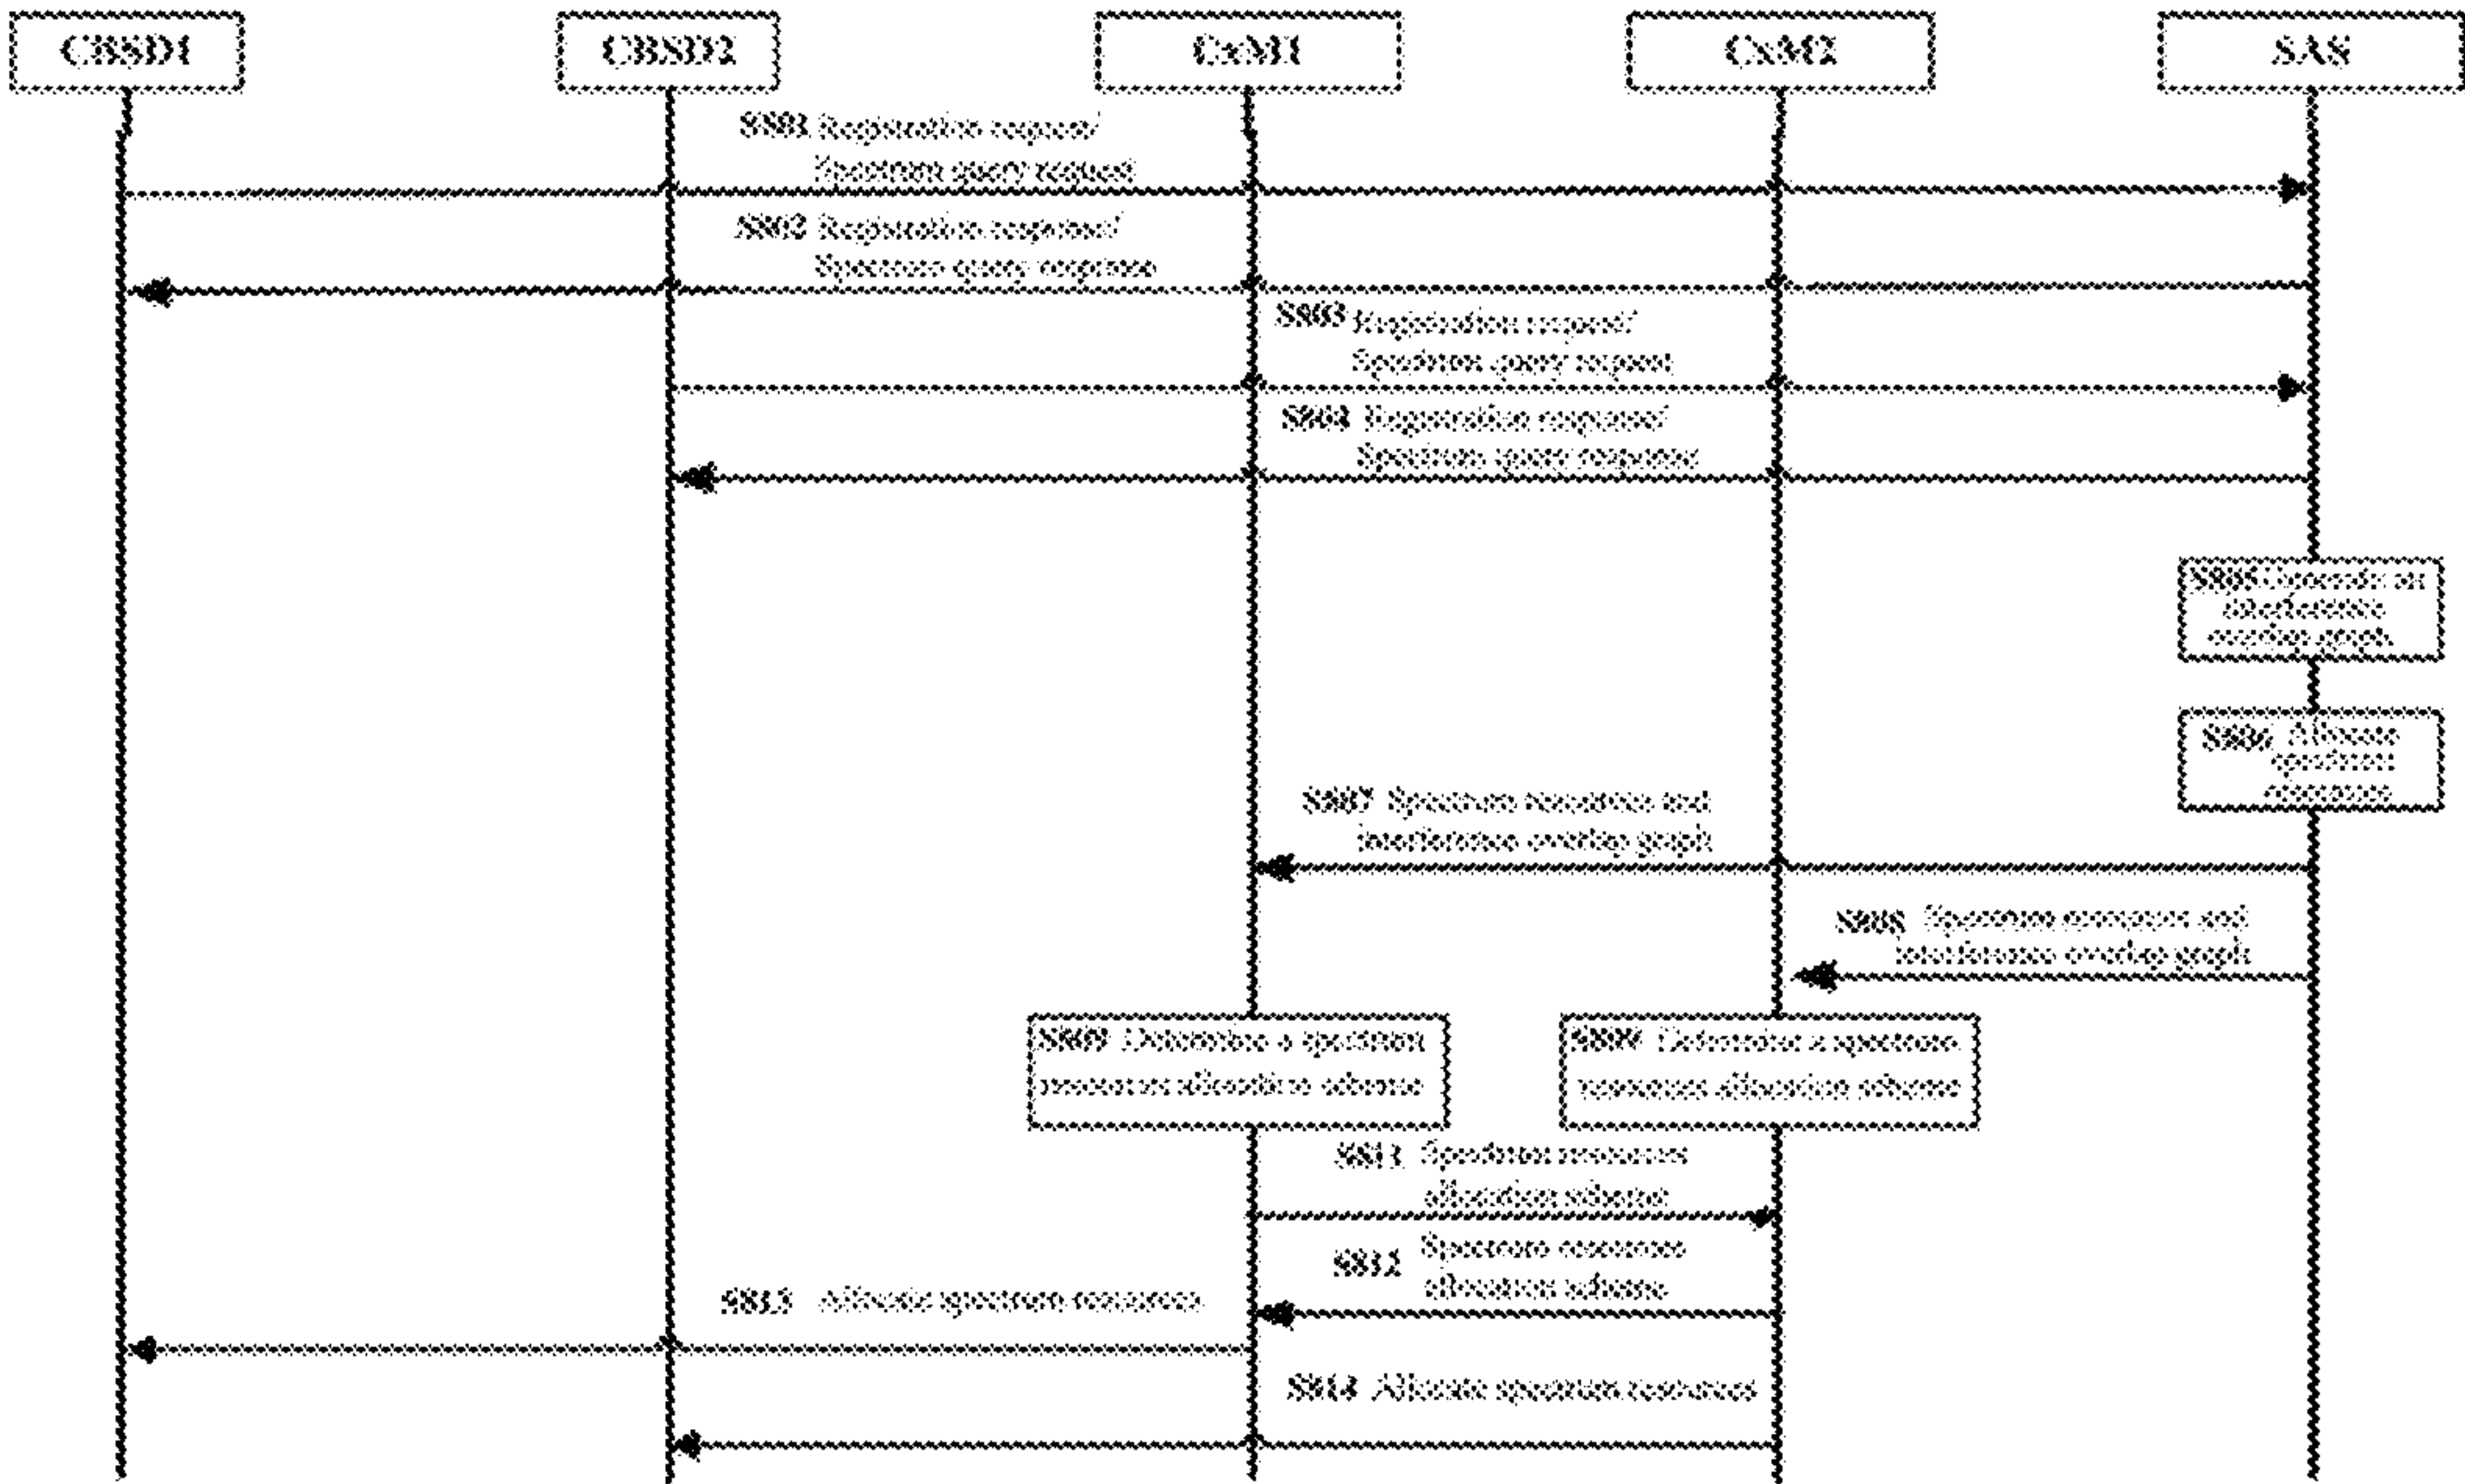 CBSD1
CBSD2
CxM1
CxM2
SAS
S801 Registration request/
Spectrum query request
S802 Registration response/
Spectrum query response
S803 Registration request/
Spectrum query request
S804 Registration response/
Spectrum query response
S805 Generate an
interference
overlap graph
S806 Allocate
spectrum
resources
S807 Spectrum resources and
interference overlap graph
S808 Spectrum resources and
interference overlap graph
S809 Determine a spectrum
resources allocation scheme
Determine a spectrum
resources allocation scheme
S811 Spectrum resources
allocation scheme
S812 Spectrum resources
allocation scheme
S813 Allocate spectrum resources
S814 Allocate spectrum resources